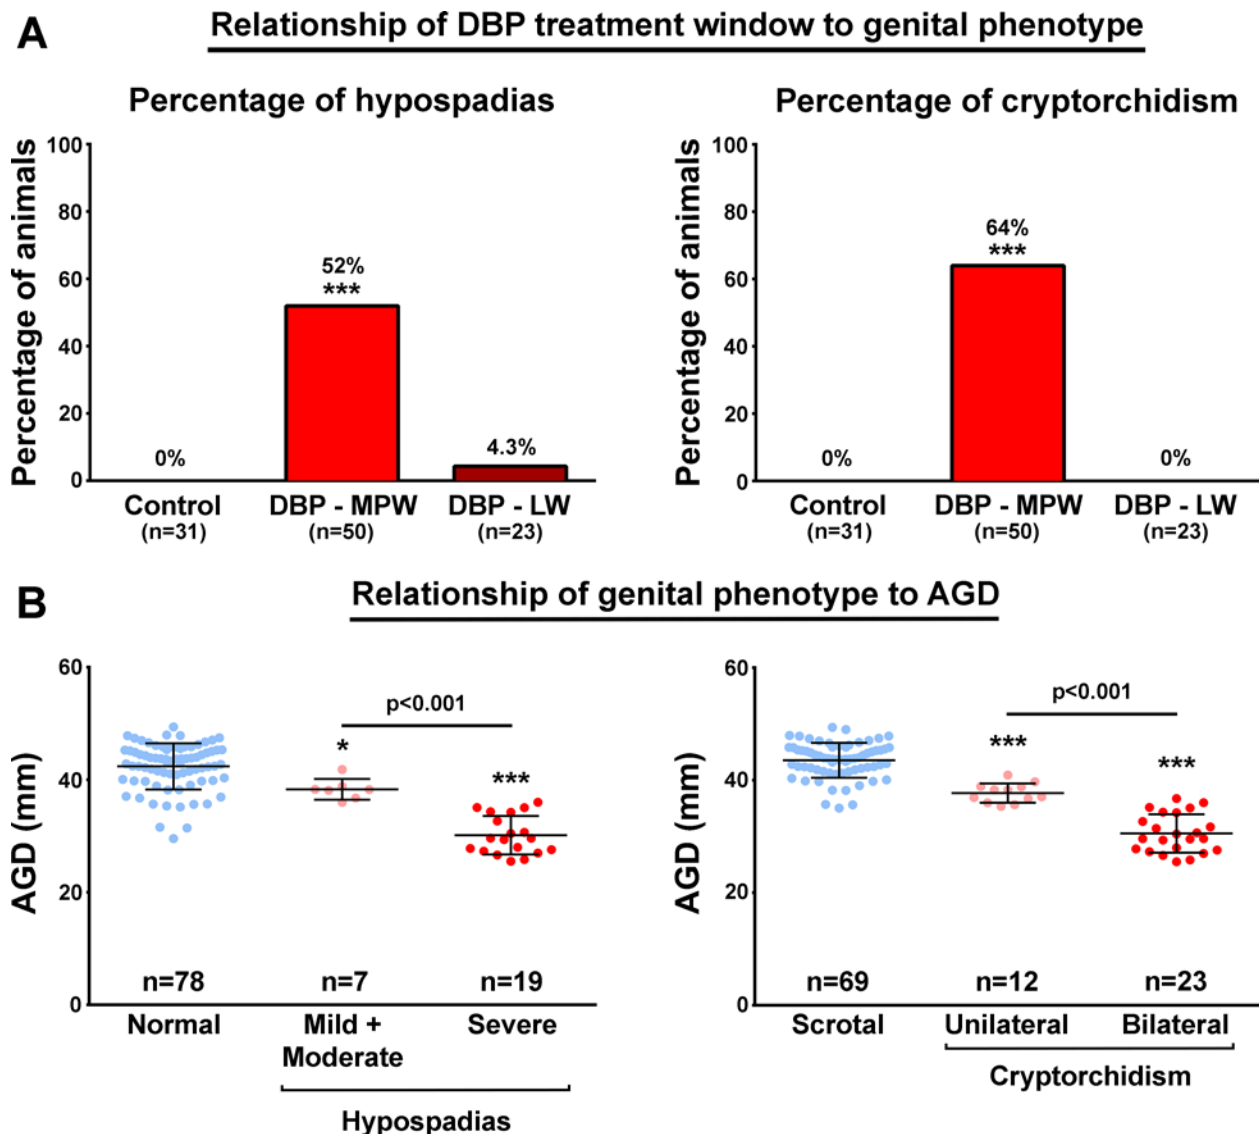 A
Relationship of DBP treatment window to genital phenotype
Percentage of hypospadias
Percentage of animals
100
80
60
40
20
0
0%
52%
***
4.3%
Control
(n=31)
DBP - MPW
(n=50)
DBP - LW
(n=23)
Percentage of cryptorchidism
Percentage of animals
100
80
60
40
20
0
0%
64%
***
0%
Control
(n=31)
DBP - MPW
(n=50)
DBP - LW
(n=23)
B
Relationship of genital phenotype to AGD
AGD (mm)
60
40
20
0
p<0.001
*
***
n=78
n=7
n=19
Normal
Mild +
Moderate
Severe
Hypospadias
AGD (mm)
60
40
20
0
p<0.001
***
***
n=69
n=12
n=23
Scrotal
Unilateral
Bilateral
Cryptorchidism